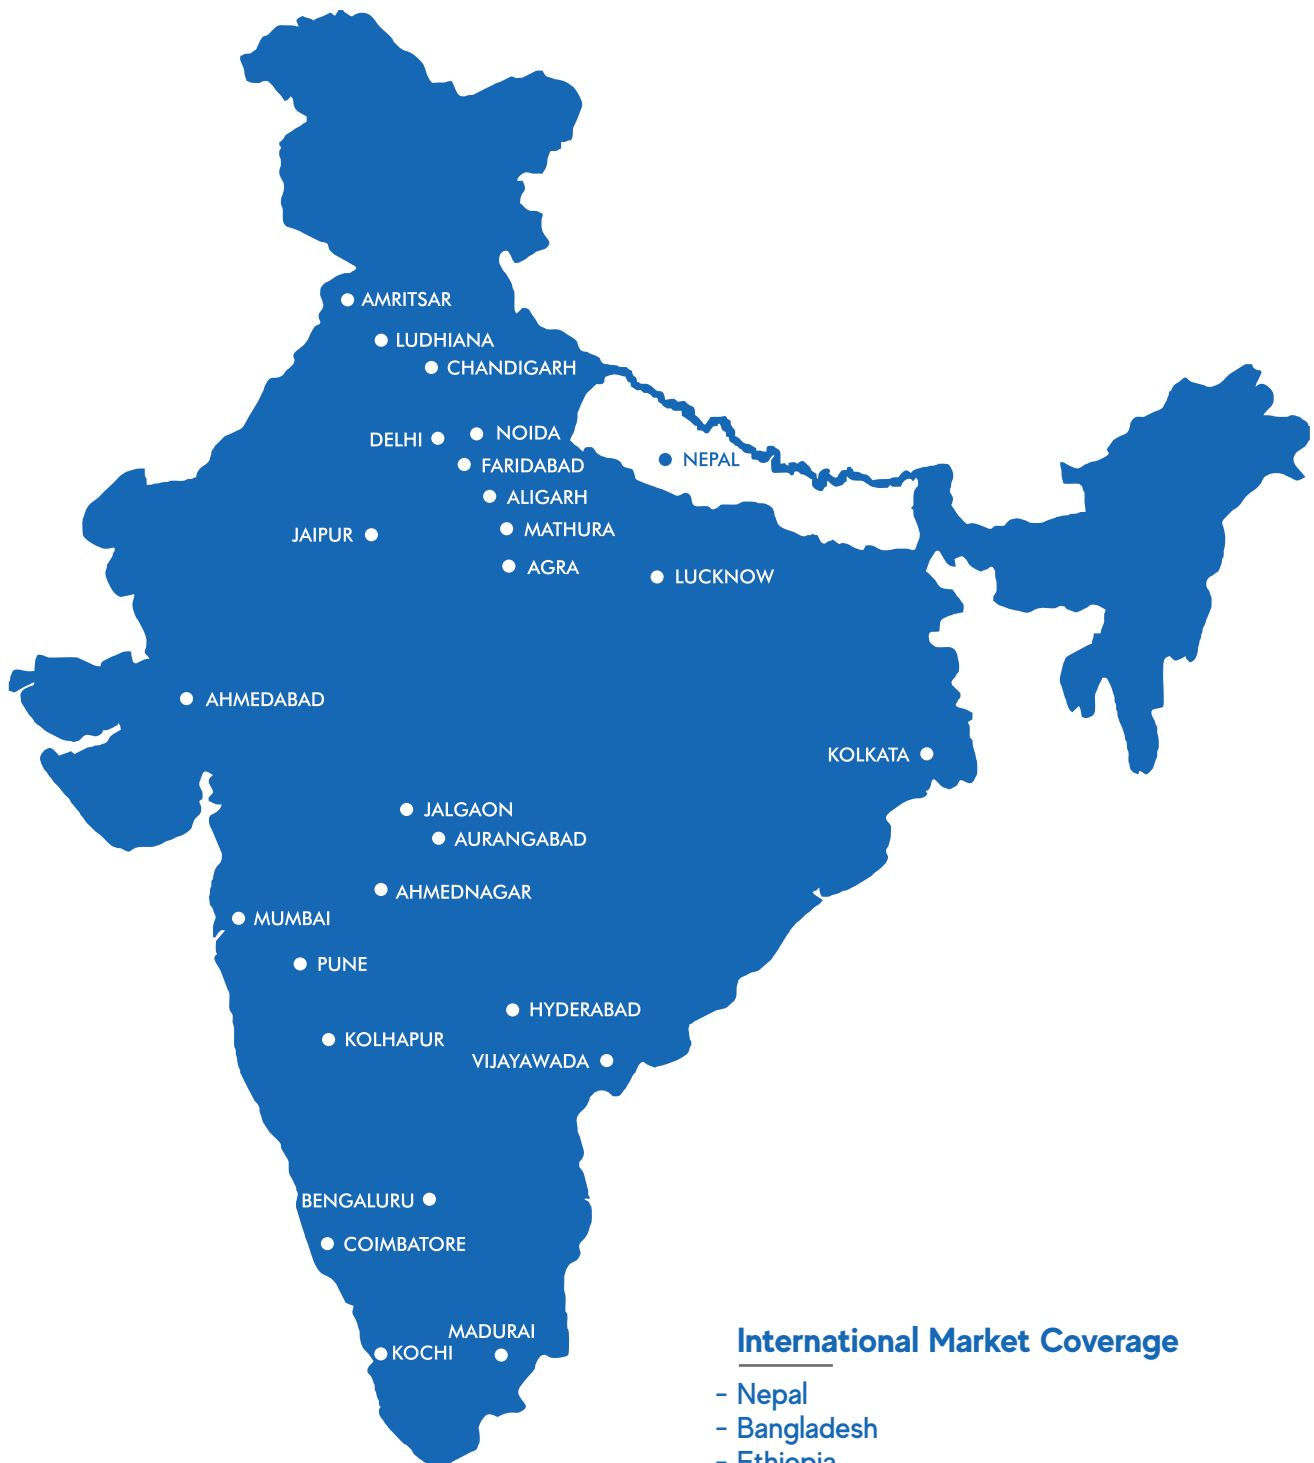 AMRITSAR
LUDHIANA
CHANDIGARH
DELHI
NOIDA
FARIDABAD
NEPAL
ALIGARH
JAIPUR
MATHURA
AGRA
LUCKNOW
AHMEDABAD
KOLKATA
JALGAON
AURANGABAD
AHMEDNAGAR
MUMBAI
PUNE
HYDERABAD
KOLHAPUR
VIJAYAWADA
BENGALURU
COIMBATORE
MADURAI
KOCHI
International Market Coverage
- Nepal
- Bangladesh
- Ethiopia